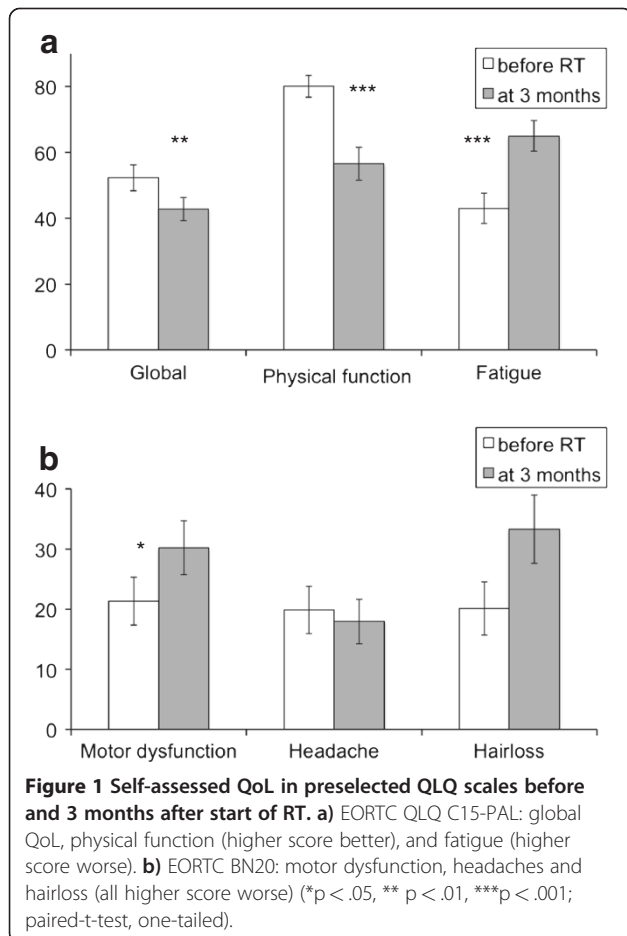 a
before RT
at 3 months
80
60
40
20
0
**
***
***
Global
Physical function
Fatigue
b
before RT
at 3 months
40
30
20
10
0
*
Motor dysfunction
Headache
Hairloss
Figure 1 Self-assessed QoL in preselected QLQ scales before
and 3 months after start of RT. a) EORTC QLQ C15-PAL: global
QoL, physical function (higher score better), and fatigue (higher
score worse). b) EORTC BN20: motor dysfunction, headaches and
hairloss (all higher score worse) (*p < .05, ** p < .01, ***p < .001;
paired-t-test, one-tailed).